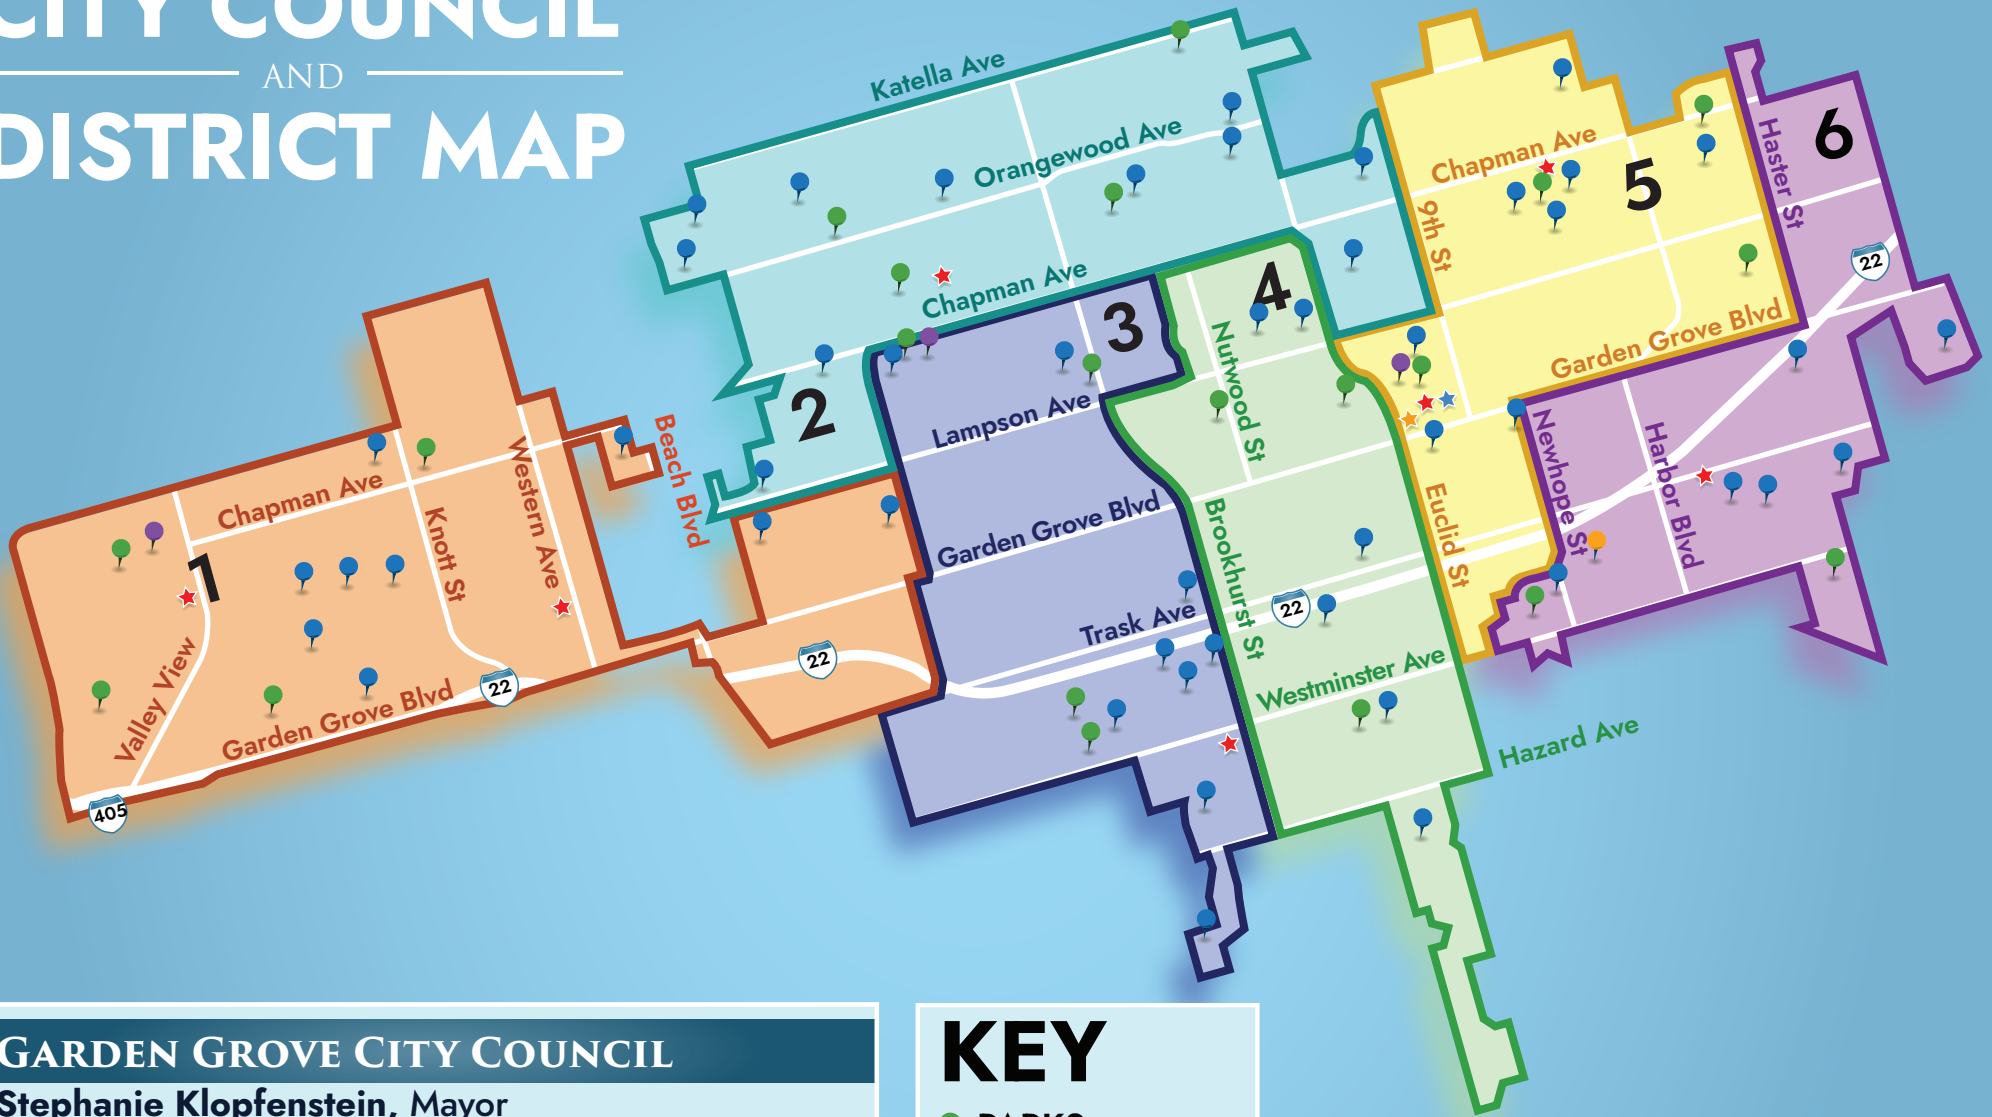 CITY COUNCIL
AND
DISTRICT MAP
Katella Ave
Orangewood Ave
Chapman Ave
2
Chapman Ave
5
9th St
Garden Grove Blvd
Euclid St
Haster St
6
22
Newhope St
Harbor Blvd
3
Lampson Ave
Garden Grove Blvd
Trask Ave
4
Nutwood St
Brookhurst St
22
Westminster Ave
Hazard Ave
Beach Blvd
Western Ave
Chapman Ave
Knott St
1
Valley View
Garden Grove Blvd
22
22
405
GARDEN GROVE CITY COUNCIL
Stephanie Klopfenstein, Mayor
KEY
PARKS